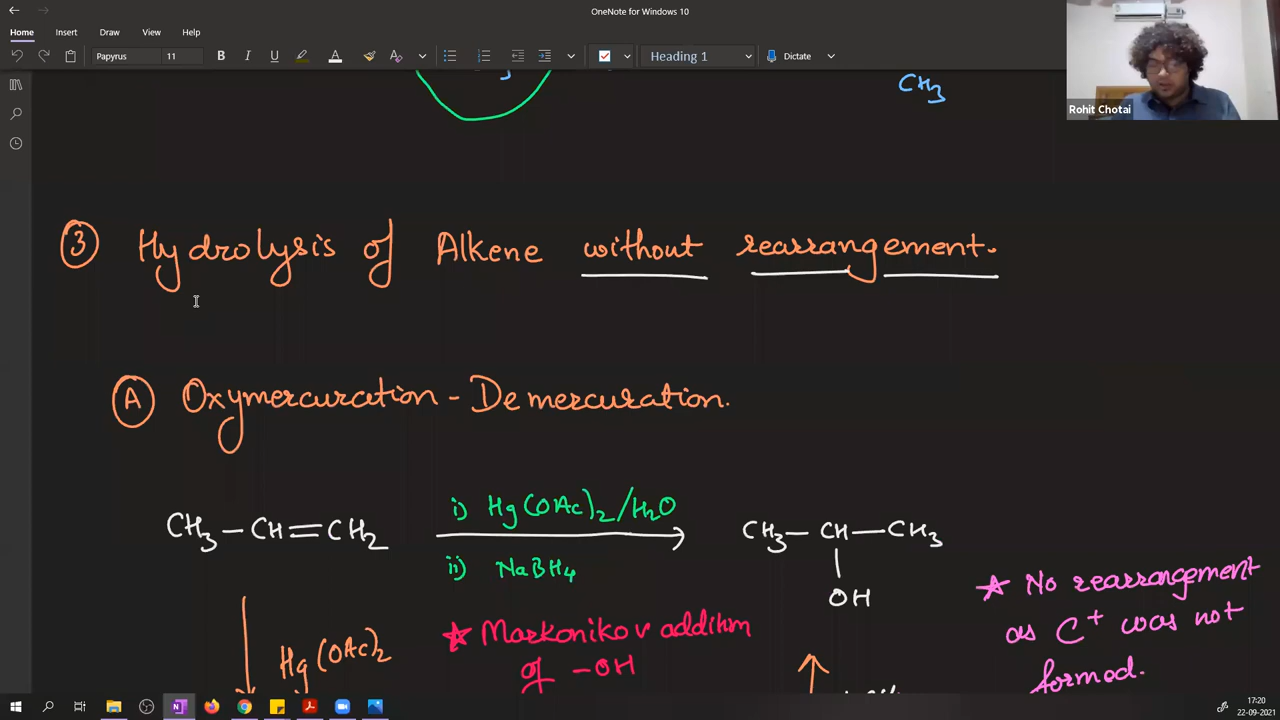 OneNote for Windows 10
Home Insert Draw View Help
Papyrus 11 B I U A Heading 1 Dictate
CH3
Rohit Chotai
③ Hydrolysis of Alkene without rearrangement.
Ⓐ Oxymercuration - Demercuration.
i) Hg(OAc)2/H2O
CH3-CH=CH2 CH3-CH-CH3
ii) NaBH4
OH
★ No rearrangement
as C+ was not
formed.
★ Markonikov addition
of -OH
Hg(OAc)2
17:20
22-09-2021